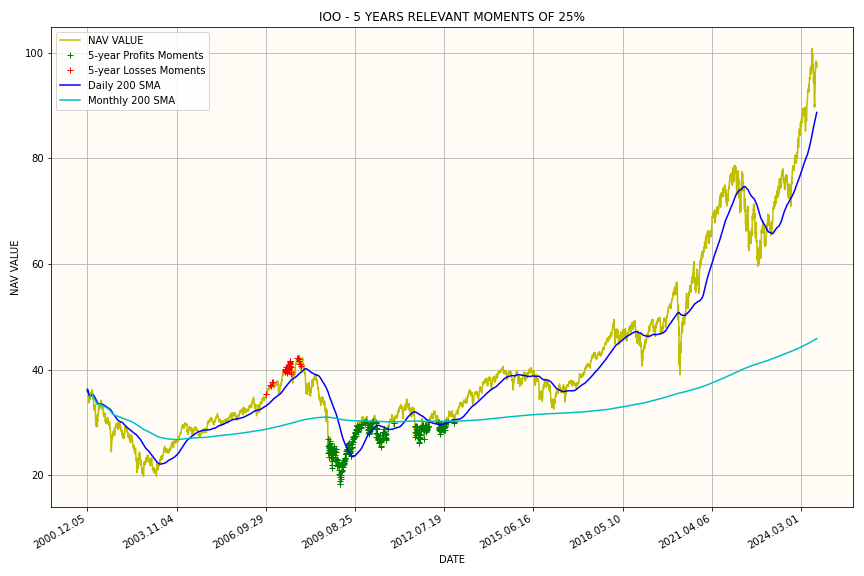 IOO - 5 YEARS RELEVANT MOMENTS OF 25%
NAV VALUE
5-year Profits Moments
5-year Losses Moments
Daily 200 SMA
Monthly 200 SMA
NAV VALUE
100
80
60
40
20
2000.12.05
2003.11.04
2006.09.29
2009.08.25
2012.07.19
2015.06.16
2018.05.10
2021.04.06
2024.03.01
DATE